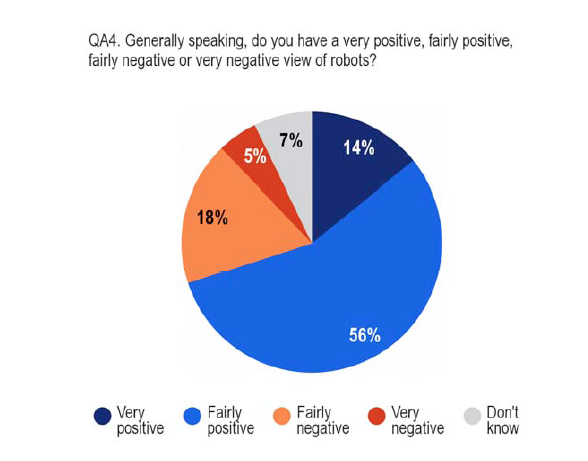 QA4. Generally speaking, do you have a very positive, fairly positive,
fairly negative or very negative view of robots?
7%
14%
5%
18%
56%
Very positive
Fairly positive
Fairly negative
Very negative
Don't know